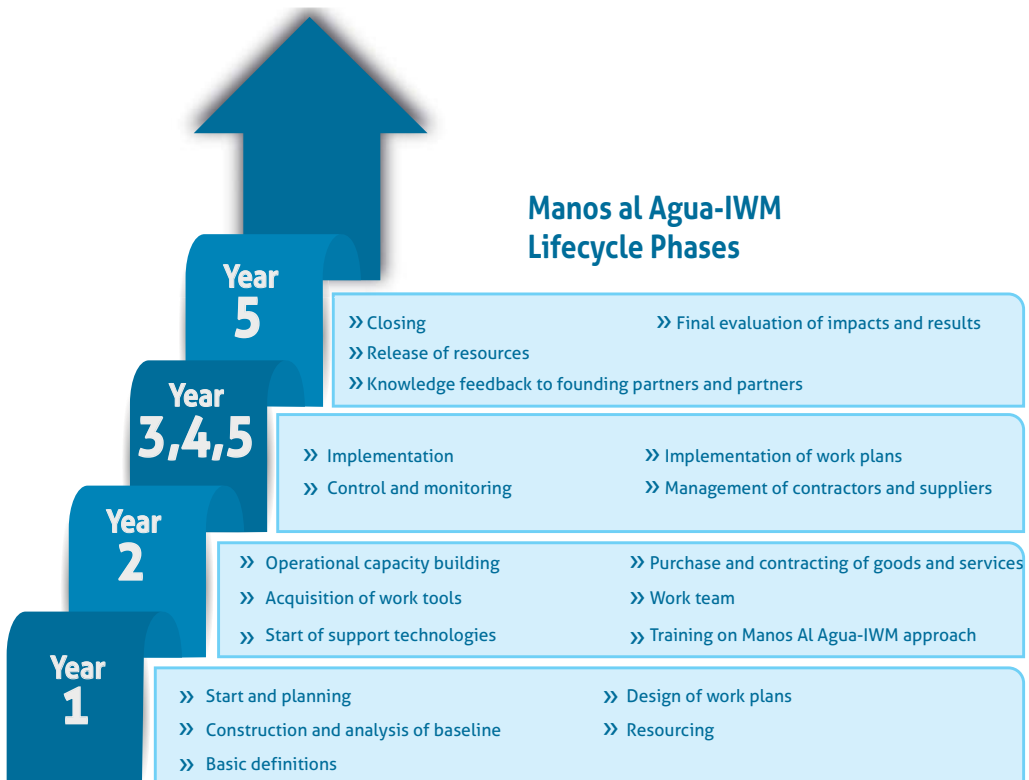 Manos al Agua-IWM
Lifecycle Phases
Year
5
» Closing
» Final evaluation of impacts and results
» Release of resources
» Knowledge feedback to founding partners and partners
Year
3,4,5
» Implementation
» Implementation of work plans
» Control and monitoring
» Management of contractors and suppliers
Year
2
» Operational capacity building
» Purchase and contracting of goods and services
» Acquisition of work tools
» Work team
» Start of support technologies
» Training on Manos Al Agua-IWM approach
Year
1
» Start and planning
» Design of work plans
» Construction and analysis of baseline
» Resourcing
» Basic definitions